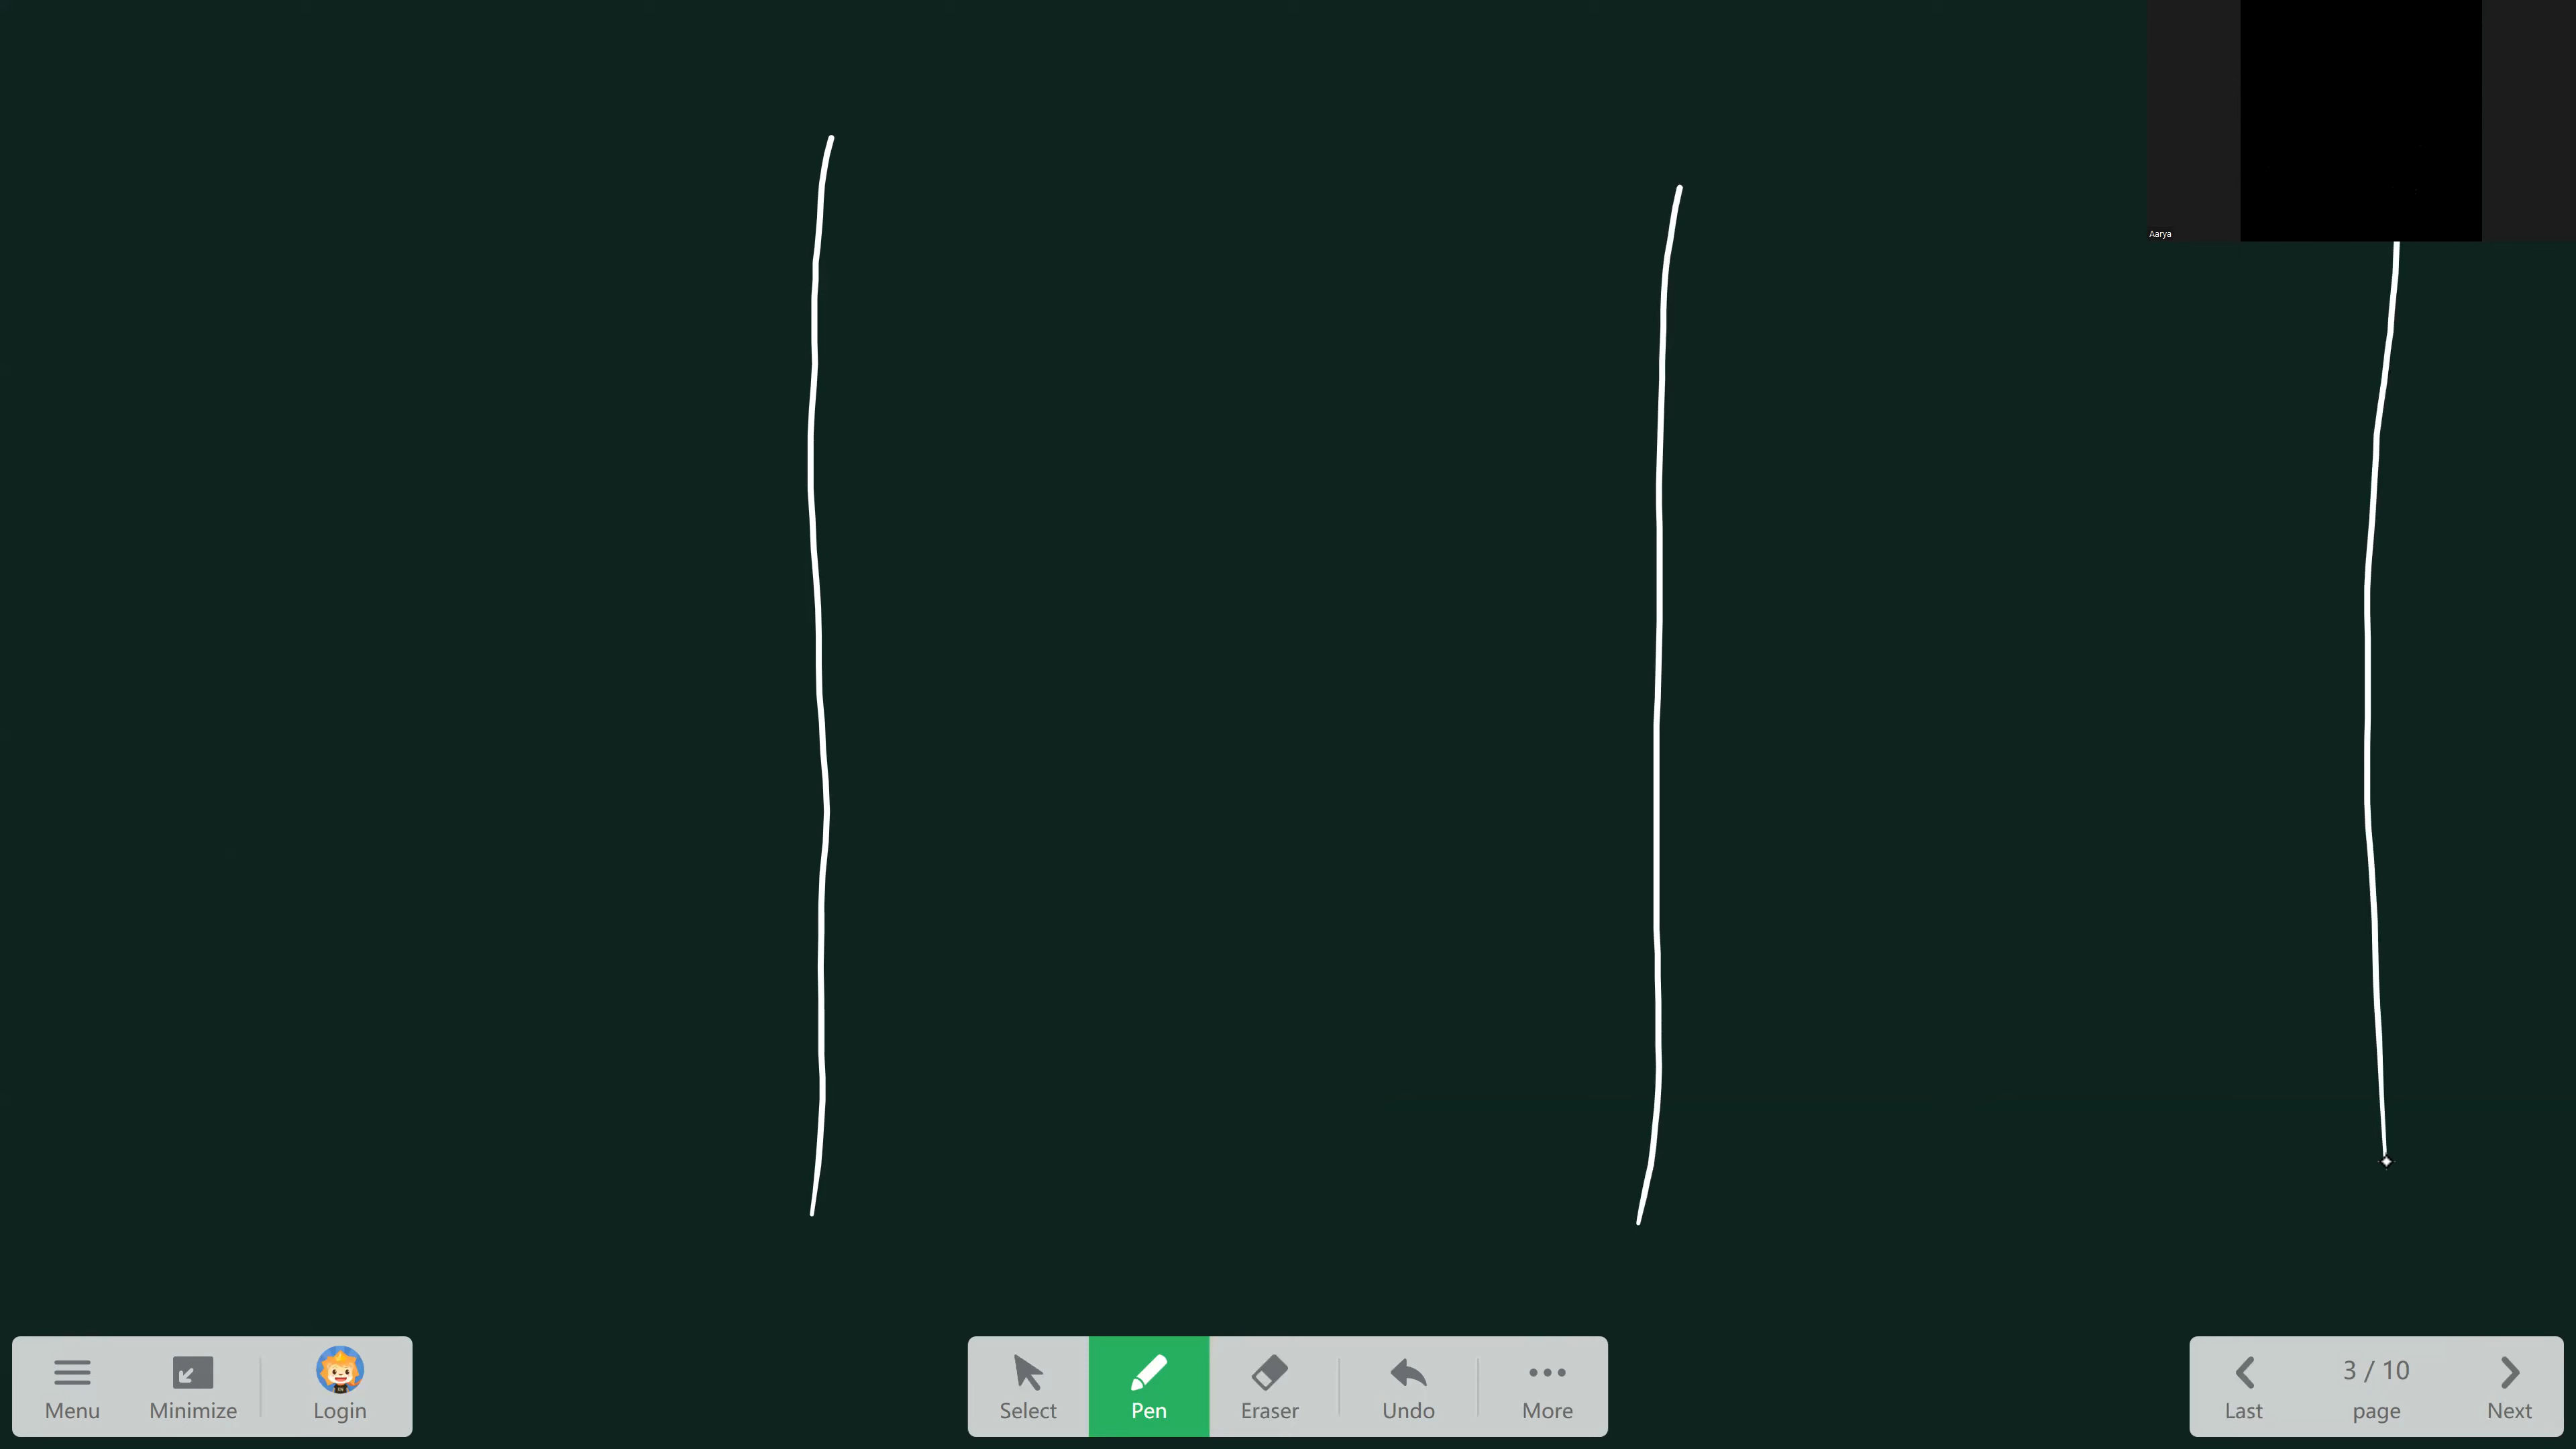 Aarya
Menu
Minimize
Login
Select
Pen
Eraser
Undo
More
Last
3 / 10
page
Next